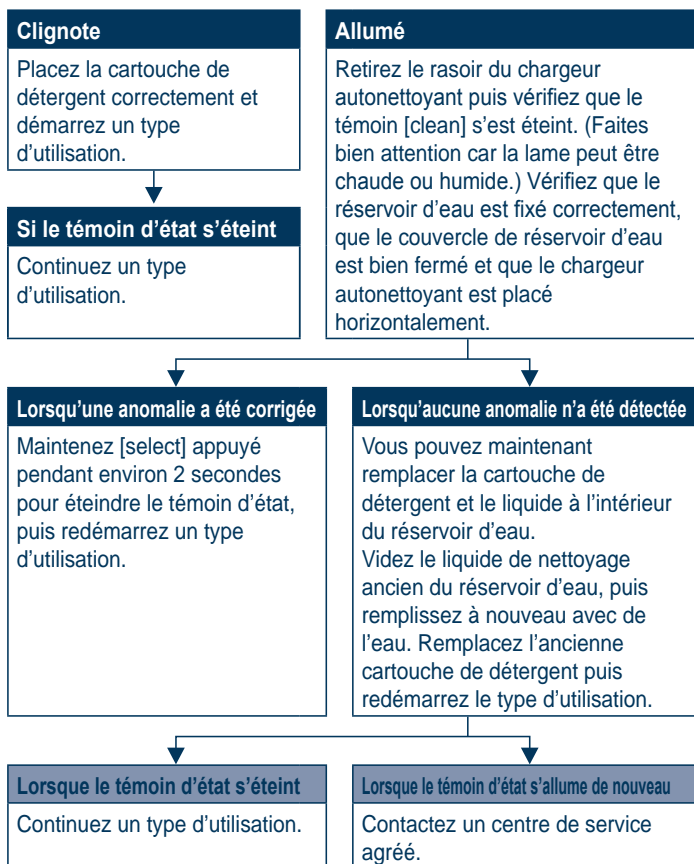 Clignote
Placez la cartouche de
détergent correctement et
démarrez un type
d'utilisation.
Si le témoin d'état s'éteint
Continuez un type
d'utilisation.
Allumé
Retirez le rasoir du chargeur
autonettoyant puis vérifiez que le
témoin [clean] s'est éteint. (Faites
bien attention car la lame peut être
chaude ou humide.) Vérifiez que le
réservoir d'eau est fixé correctement,
que le couvercle de réservoir d'eau
est bien fermé et que le chargeur
autonettoyant est placé
horizontalement.
Lorsqu'une anomalie a été corrigée
Maintenez [select] appuyé
pendant environ 2 secondes
pour éteindre le témoin d'état,
puis redémarrez un type
d'utilisation.
Lorsqu'aucune anomalie n'a été détectée
Vous pouvez maintenant
remplacer la cartouche de
détergent et le liquide à l'intérieur
du réservoir d'eau.
Videz le liquide de nettoyage
ancien du réservoir d'eau, puis
remplissez à nouveau avec de
l'eau. Remplacez l'ancienne
cartouche de détergent puis
redémarrez le type d'utilisation.
Lorsque le témoin d'état s'éteint
Continuez un type d'utilisation.
Lorsque le témoin d'état s'allume de nouveau
Contactez un centre de service
agréé.